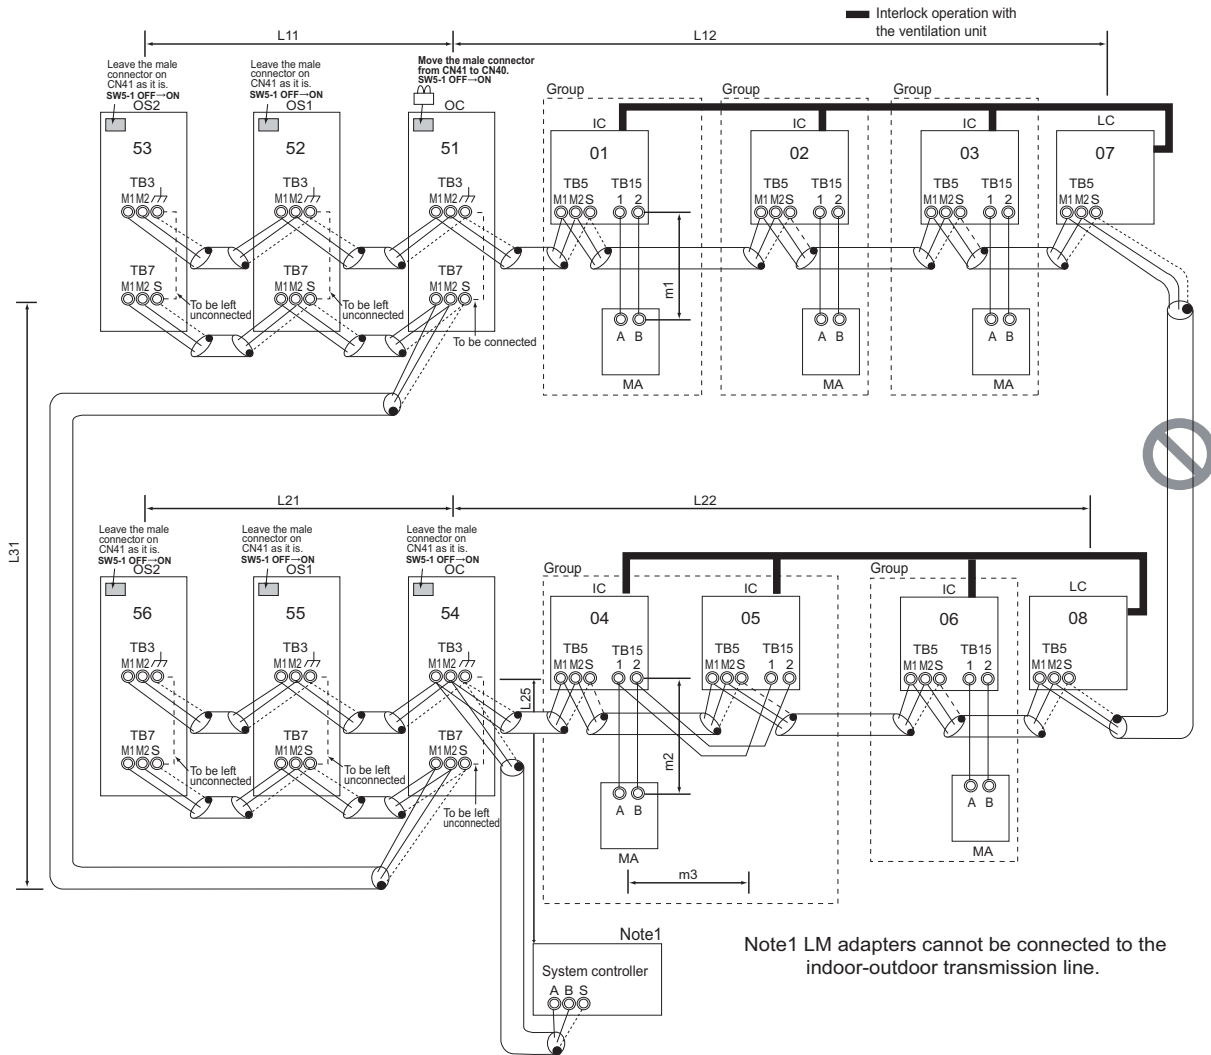 Interlock operation with
the ventilation unit
L11
L12
Leave the male
connector on
CN41 as it is.
SW5-1 OFF→ON
OS2
Leave the male
connector on
CN41 as it is.
SW5-1 OFF→ON
OS1
Move the male connector
from CN41 to CN40.
SW5-1 OFF→ON
OC
Group
Group
Group
IC
IC
IC
LC
53
52
51
01
02
03
07
TB3
TB3
TB3
TB5
TB15
TB5
TB15
TB5
TB15
TB5
M1 M2
M1 M2
M1 M2
M1 M2 S
1 2
M1 M2 S
1 2
M1 M2 S
1 2
M1 M2 S
TB7
TB7
TB7
M1 M2 S
M1 M2 S
M1 M2 S
To be left
unconnected
To be left
unconnected
To be connected
m1
A B
A B
A B
MA
MA
MA
L31
L21
L22
Leave the male
connector on
CN41 as it is.
SW5-1 OFF→ON
OS2
Leave the male
connector on
CN41 as it is.
SW5-1 OFF→ON
OS1
Leave the male
connector on
CN41 as it is.
SW5-1 OFF→ON
OC
Group
Group
IC
IC
IC
LC
56
55
54
04
05
06
08
TB3
TB3
TB3
TB5
TB15
TB5
TB15
TB5
TB15
TB5
M1 M2
M1 M2
M1 M2
M1 M2 S
1 2
M1 M2 S
1 2
M1 M2 S
1 2
M1 M2 S
L25
TB7
TB7
TB7
M1 M2 S
M1 M2 S
M1 M2 S
To be left
unconnected
To be left
unconnected
To be left
unconnected
m2
A B
A B
MA
MA
m3
Note1
System controller
A B S
Note1 LM adapters cannot be connected to the
indoor-outdoor transmission line.